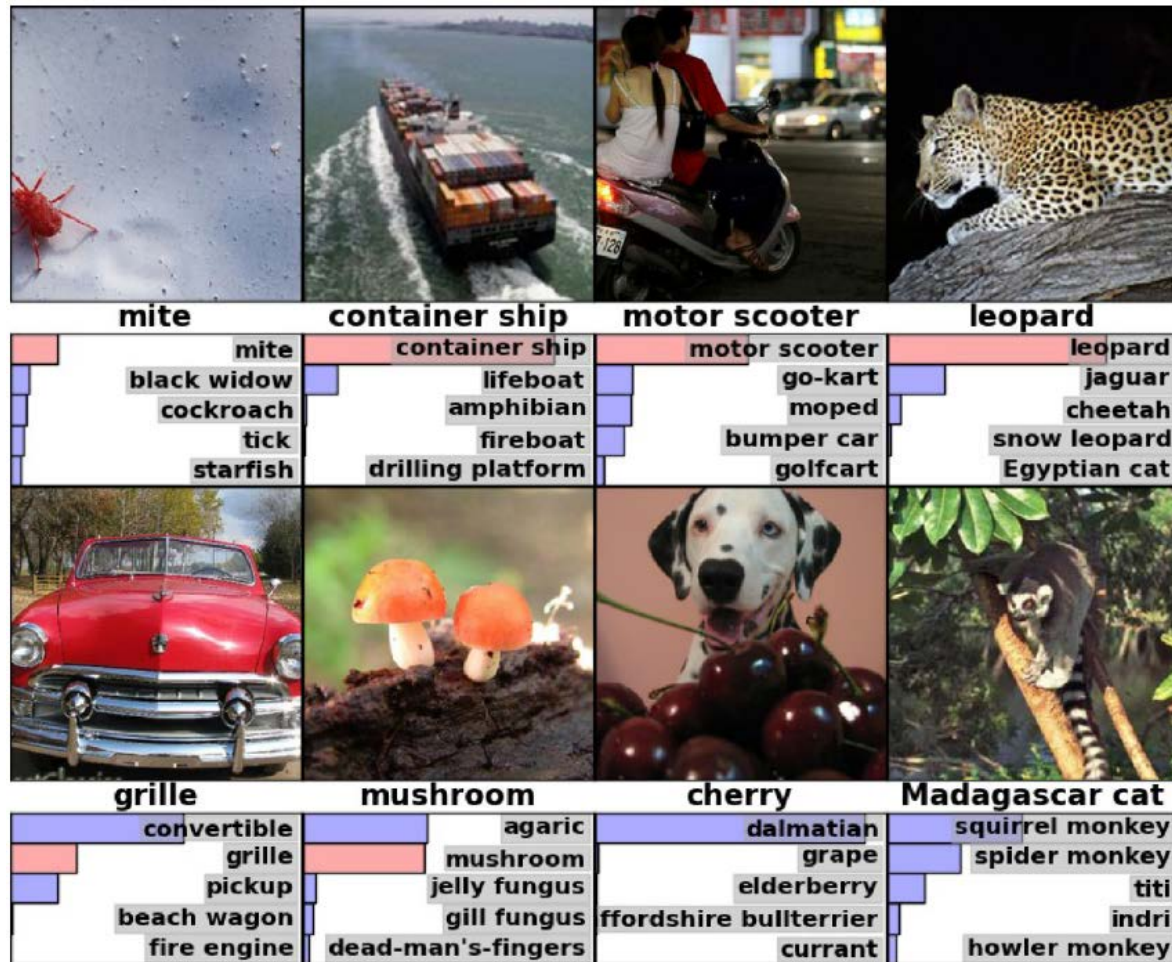 mite
container ship
motor scooter
leopard
mite
black widow
cockroach
tick
starfish
container ship
lifeboat
amphibian
fireboat
drilling platform
motor scooter
go-kart
moped
bumper car
golfcart
leopard
jaguar
cheetah
snow leopard
Egyptian cat
grille
mushroom
cherry
Madagascar cat
convertible
grille
pickup
beach wagon
fire engine
agaric
mushroom
jelly fungus
gill fungus
dead-man's-fingers
dalmatian
grape
elderberry
ffordshire bullterrier
currant
squirrel monkey
spider monkey
titi
indri
howler monkey